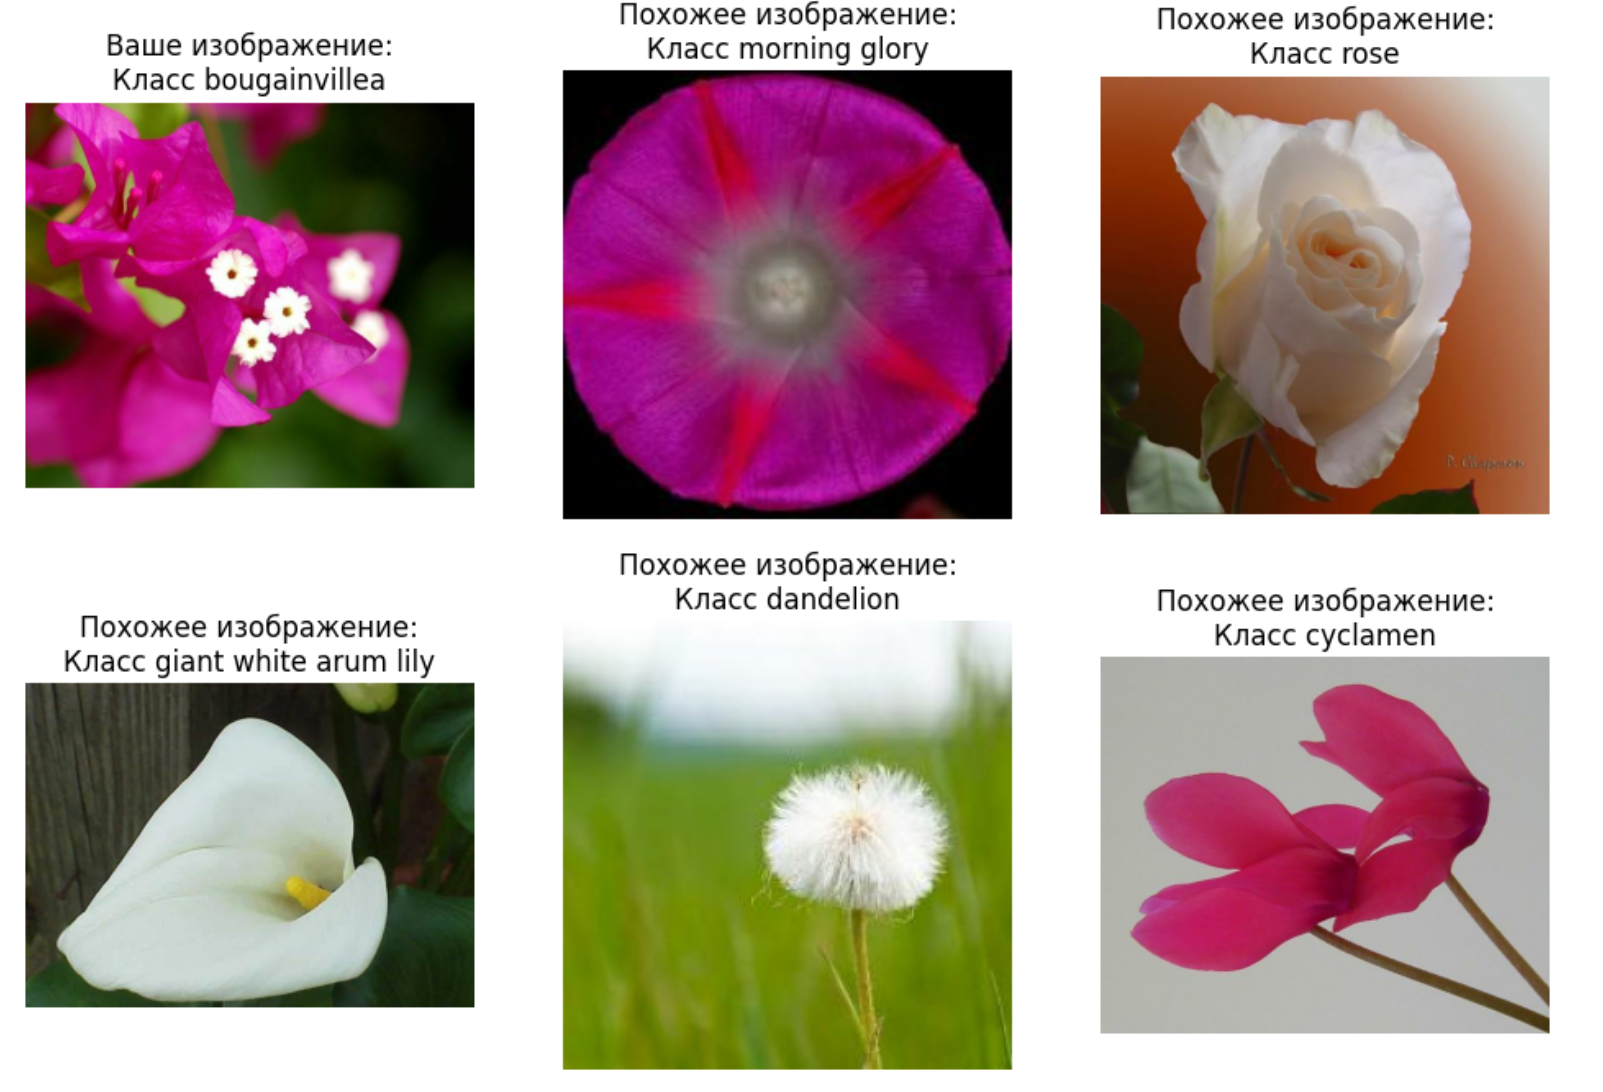 Ваше изображение:
Класс bougainvillea
Похожее изображение:
Класс morning glory
Похожее изображение:
Класс rose
Похожее изображение:
Класс giant white arum lily
Похожее изображение:
Класс dandelion
Похожее изображение:
Класс cyclamen